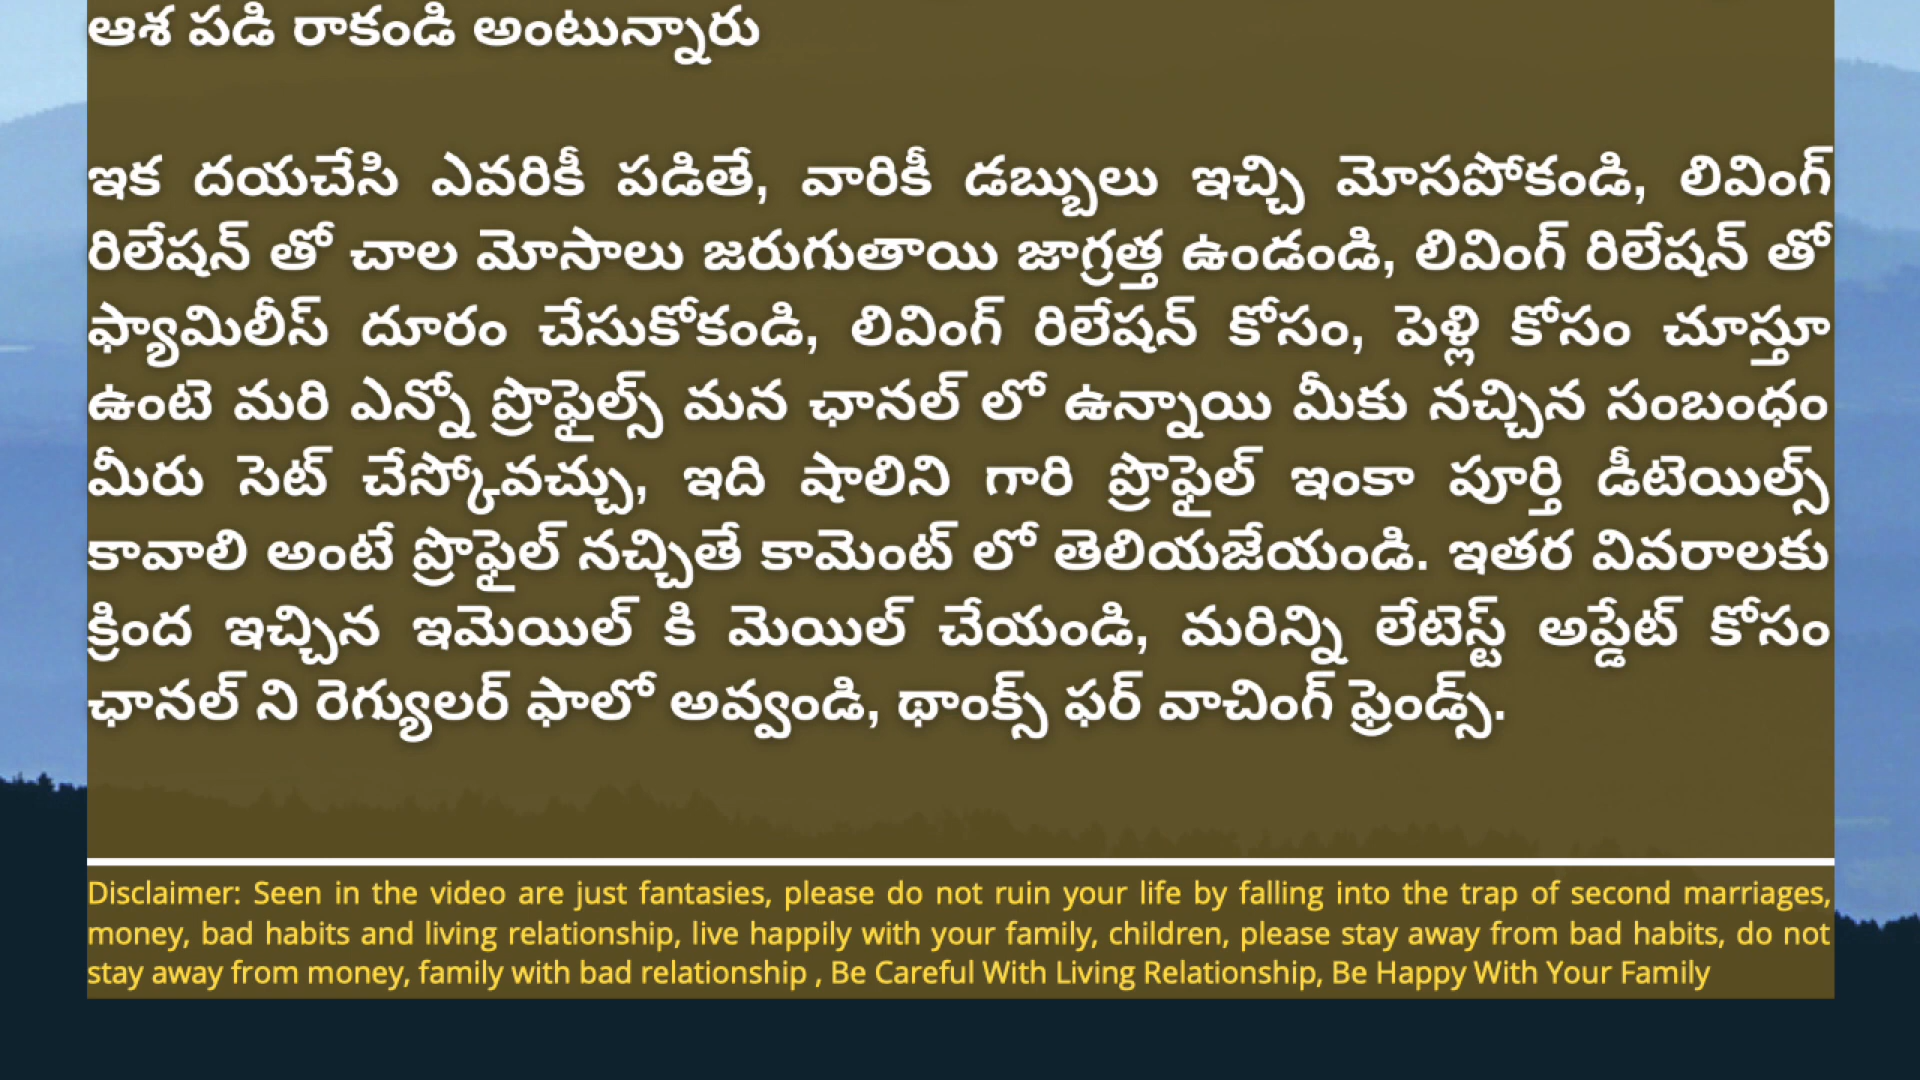 ఆశ పడి రాకండి అంటున్నారు
ఇక దయచేసి ఎవరికీ పడితే, వారికీ డబ్బులు ఇచ్చి మోసపోకండి, లివింగ్
రిలేషన్ తో చాల మోసాలు జరుగుతాయి జాగ్రత్త ఉండండి, లివింగ్ రిలేషన్ తో
ఫ్యామిలీస్ దూరం చేసుకోకండి, లివింగ్ రిలేషన్ కోసం, పెళ్లి కోసం చూస్తూ
ఉంటె మరి ఎన్నో ప్రొఫైల్స్ మన ఛానల్ లో ఉన్నాయి మీకు నచ్చిన సంబంధం
మీరు సెట్ చేస్కోవచ్చు, ఇది షాలిని గారి ప్రొఫైల్ ఇంకా పూర్తి డీటెయిల్స్
కావాలి అంటే ప్రొఫైల్ నచ్చితే కామెంట్ లో తెలియజేయండి. ఇతర వివరాలకు
క్రింద ఇచ్చిన ఇమెయిల్ కి మెయిల్ చేయండి, మరిన్ని లేటెస్ట్ అప్డేట్ కోసం
ఛానల్ ని రెగ్యులర్ ఫాలో అవ్వండి, థాంక్స్ ఫర్ వాచింగ్ ఫ్రెండ్స్.
Disclaimer: Seen in the video are just fantasies, please do not ruin your life by falling into the trap of second marriages,
money, bad habits and living relationship, live happily with your family, children, please stay away from bad habits, do not
stay away from money, family with bad relationship , Be Careful With Living Relationship, Be Happy With Your Family